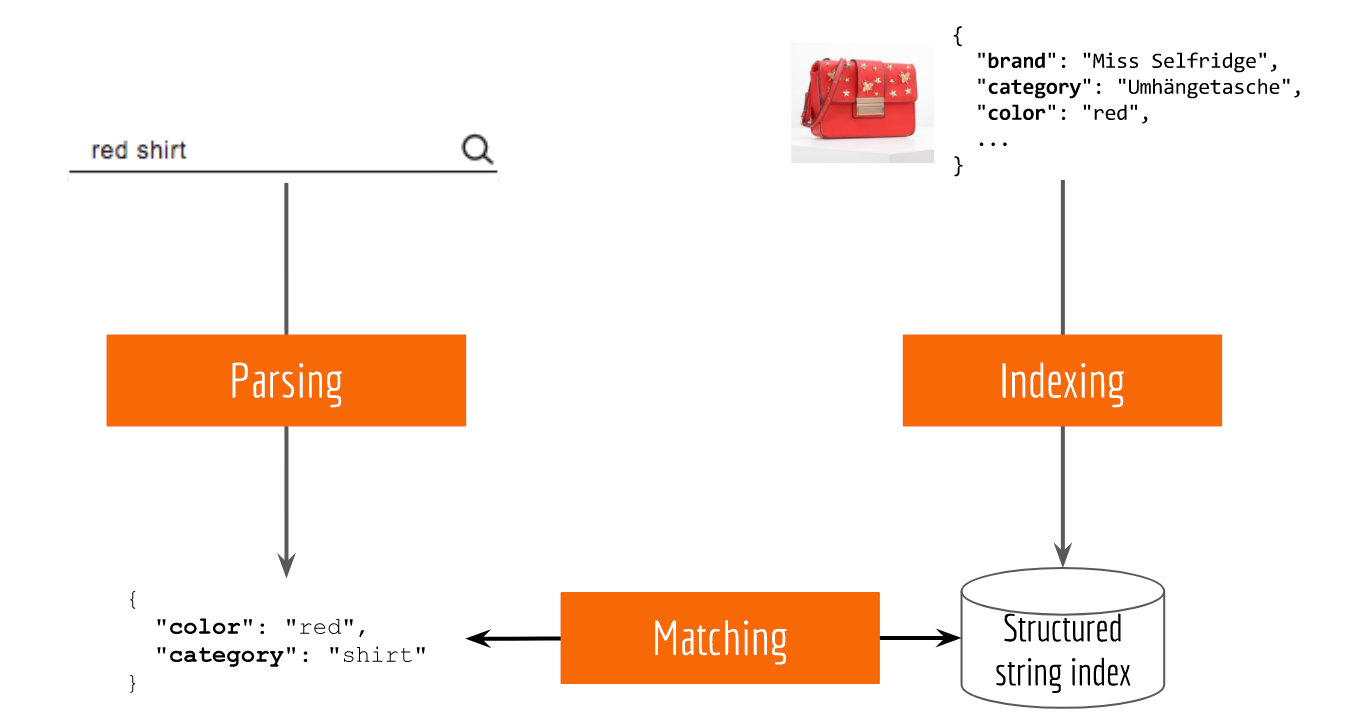 red shirt
{
"brand": "Miss Selfridge",
"category": "Umhängetasche",
"color": "red",
...
}
Parsing
Indexing
{
"color": "red",
"category": "shirt"
}
Matching
Structured
string index